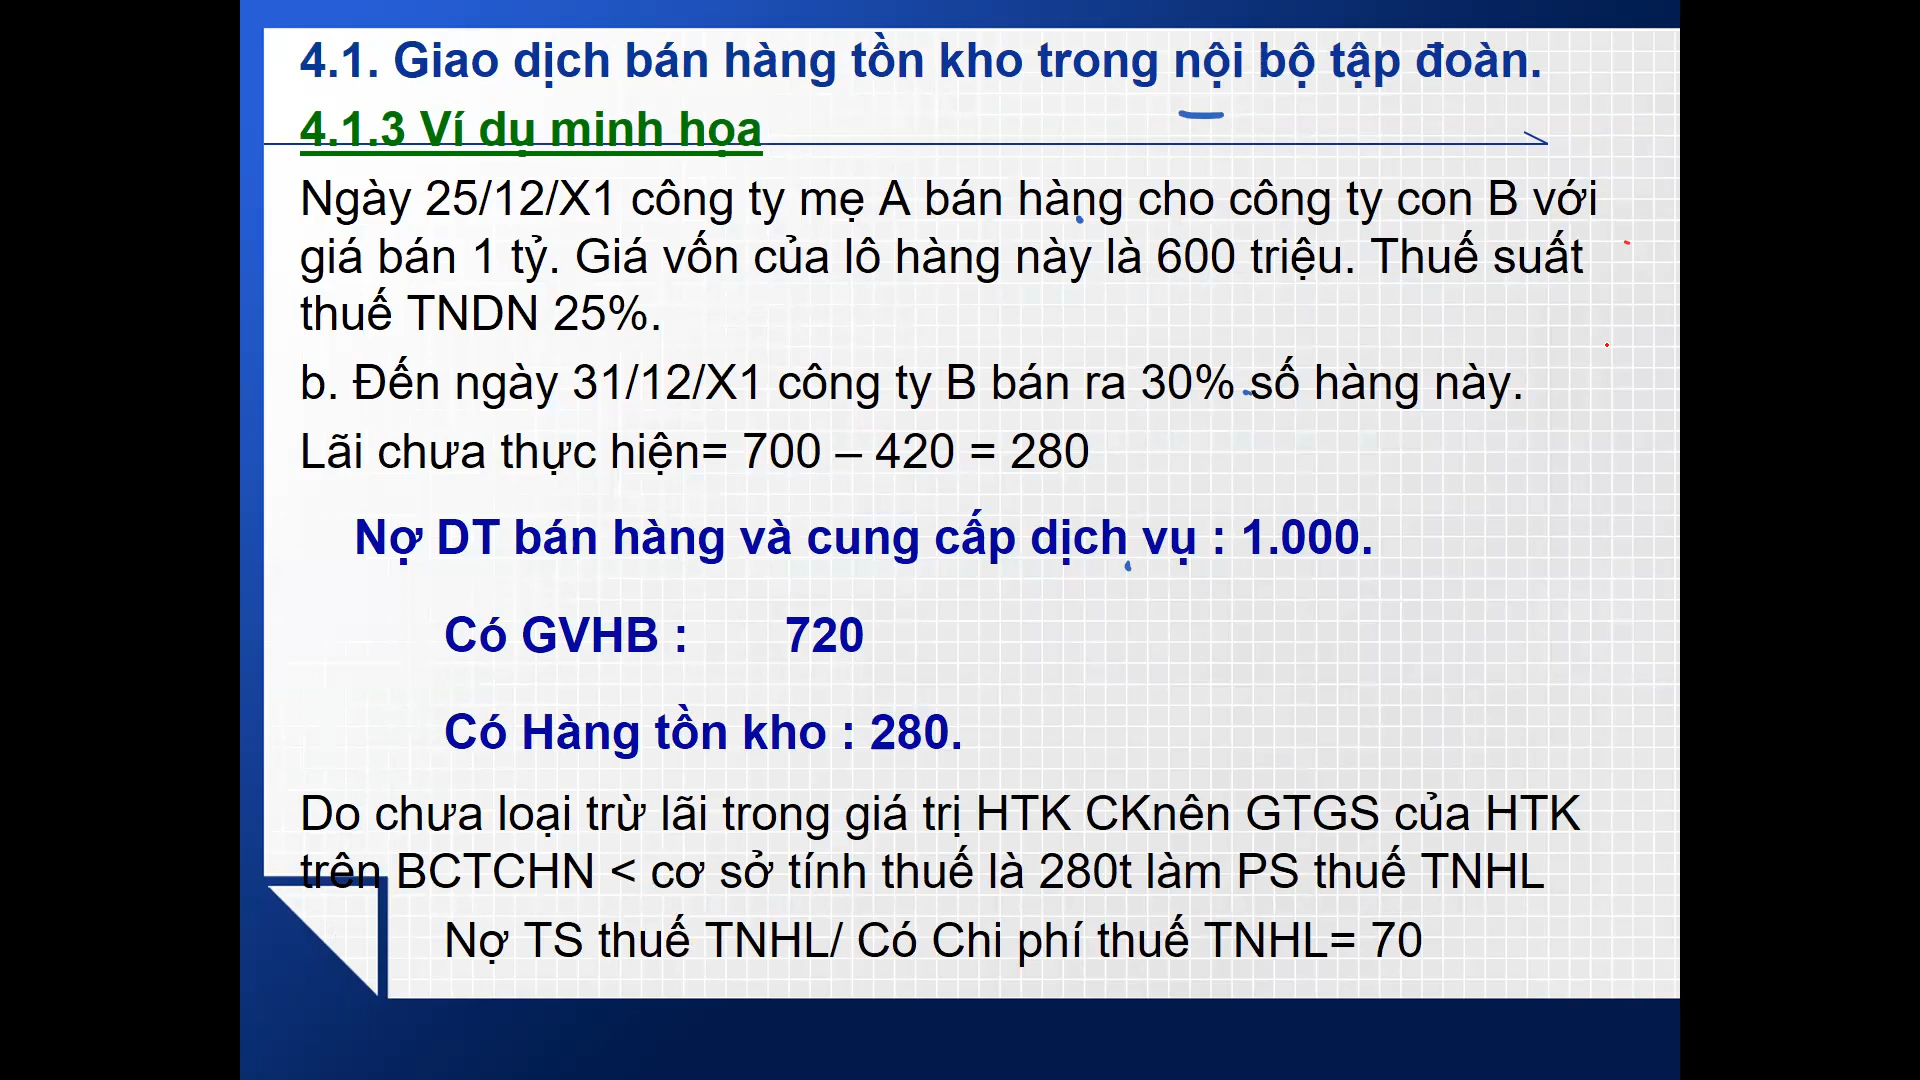 4.1. Giao dịch bán hàng tồn kho trong nội bộ tập đoàn.
4.1.3 Ví dụ minh họa
Ngày 25/12/X1 công ty mẹ A bán hàng cho công ty con B với
giá bán 1 tỷ. Giá vốn của lô hàng này là 600 triệu. Thuế suất
thuế TNDN 25%.
b. Đến ngày 31/12/X1 công ty B bán ra 30% số hàng này.
Lãi chưa thực hiện= 700 – 420 = 280
Nợ DT bán hàng và cung cấp dịch vụ : 1.000.
Có GVHB : 720
Có Hàng tồn kho : 280.
Do chưa loại trừ lãi trong giá trị HTK CKnên GTGS của HTK
trên BCTCHN < cơ sở tính thuế là 280t làm PS thuế TNHL
Nợ TS thuế TNHL/ Có Chi phí thuế TNHL= 70